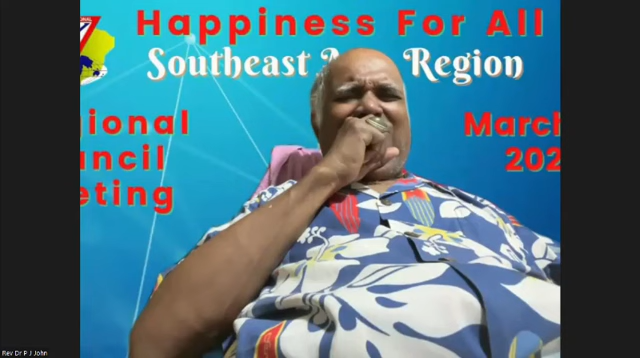 Happiness For All
Southeast Region
gional
uncil
eting
March
202
Rev Dr P J John